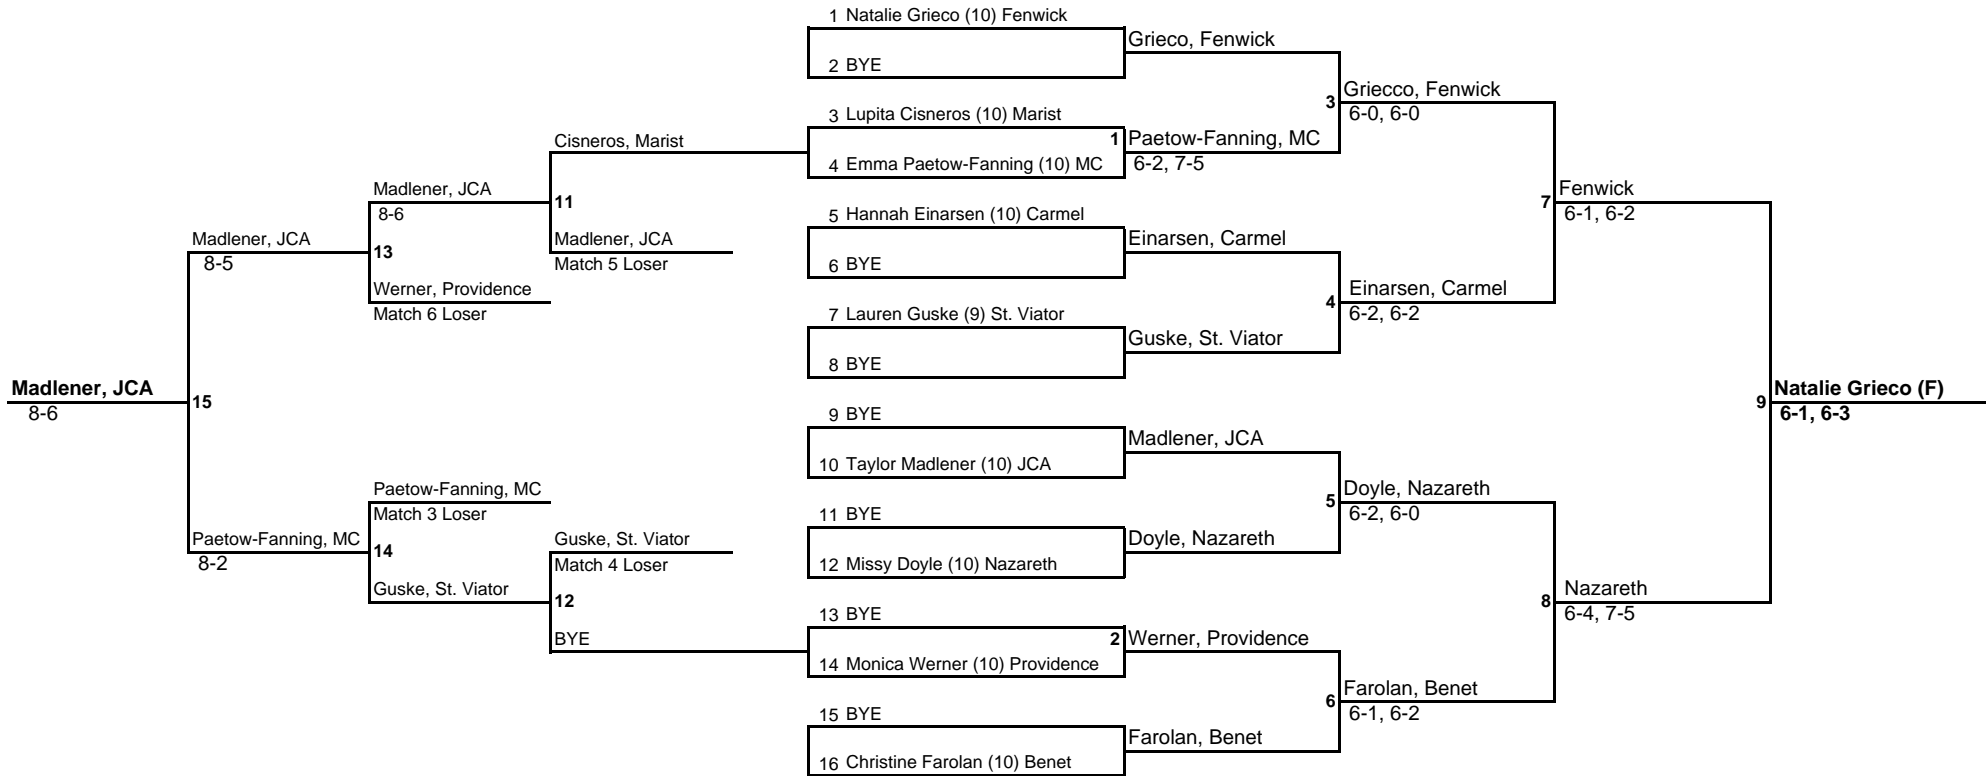 1 Natalie Grieco (10) Fenwick
Grieco, Fenwick
2 BYE
Griecco, Fenwick
3
6-0, 6-0
3 Lupita Cisneros (10) Marist
Cisneros, Marist
1 Paetow-Fanning, MC
4 Emma Paetow-Fanning (10) MC
6-2, 7-5
Madlener, JCA
8-6
11
Fenwick
7
6-1, 6-2
5 Hannah Einarsen (10) Carmel
Madlener, JCA
8-5
13
Madlener, JCA
Match 5 Loser
Einarsen, Carmel
6 BYE
Werner, Providence
Match 6 Loser
Einarsen, Carmel
4
6-2, 6-2
7 Lauren Guske (9) St. Viator
Guske, St. Viator
8 BYE
Madlener, JCA
8-6
15
9
Natalie Grieco (F)
6-1, 6-3
9 BYE
Madlener, JCA
10 Taylor Madlener (10) JCA
Paetow-Fanning, MC
Match 3 Loser
Doyle, Nazareth
5
6-2, 6-0
11 BYE
Paetow-Fanning, MC
8-2
14
Guske, St. Viator
Match 4 Loser
Doyle, Nazareth
12 Missy Doyle (10) Nazareth
Guske, St. Viator
12
Nazareth
8
6-4, 7-5
13 BYE
BYE
2 Werner, Providence
14 Monica Werner (10) Providence
Farolan, Benet
6
6-1, 6-2
15 BYE
Farolan, Benet
16 Christine Farolan (10) Benet